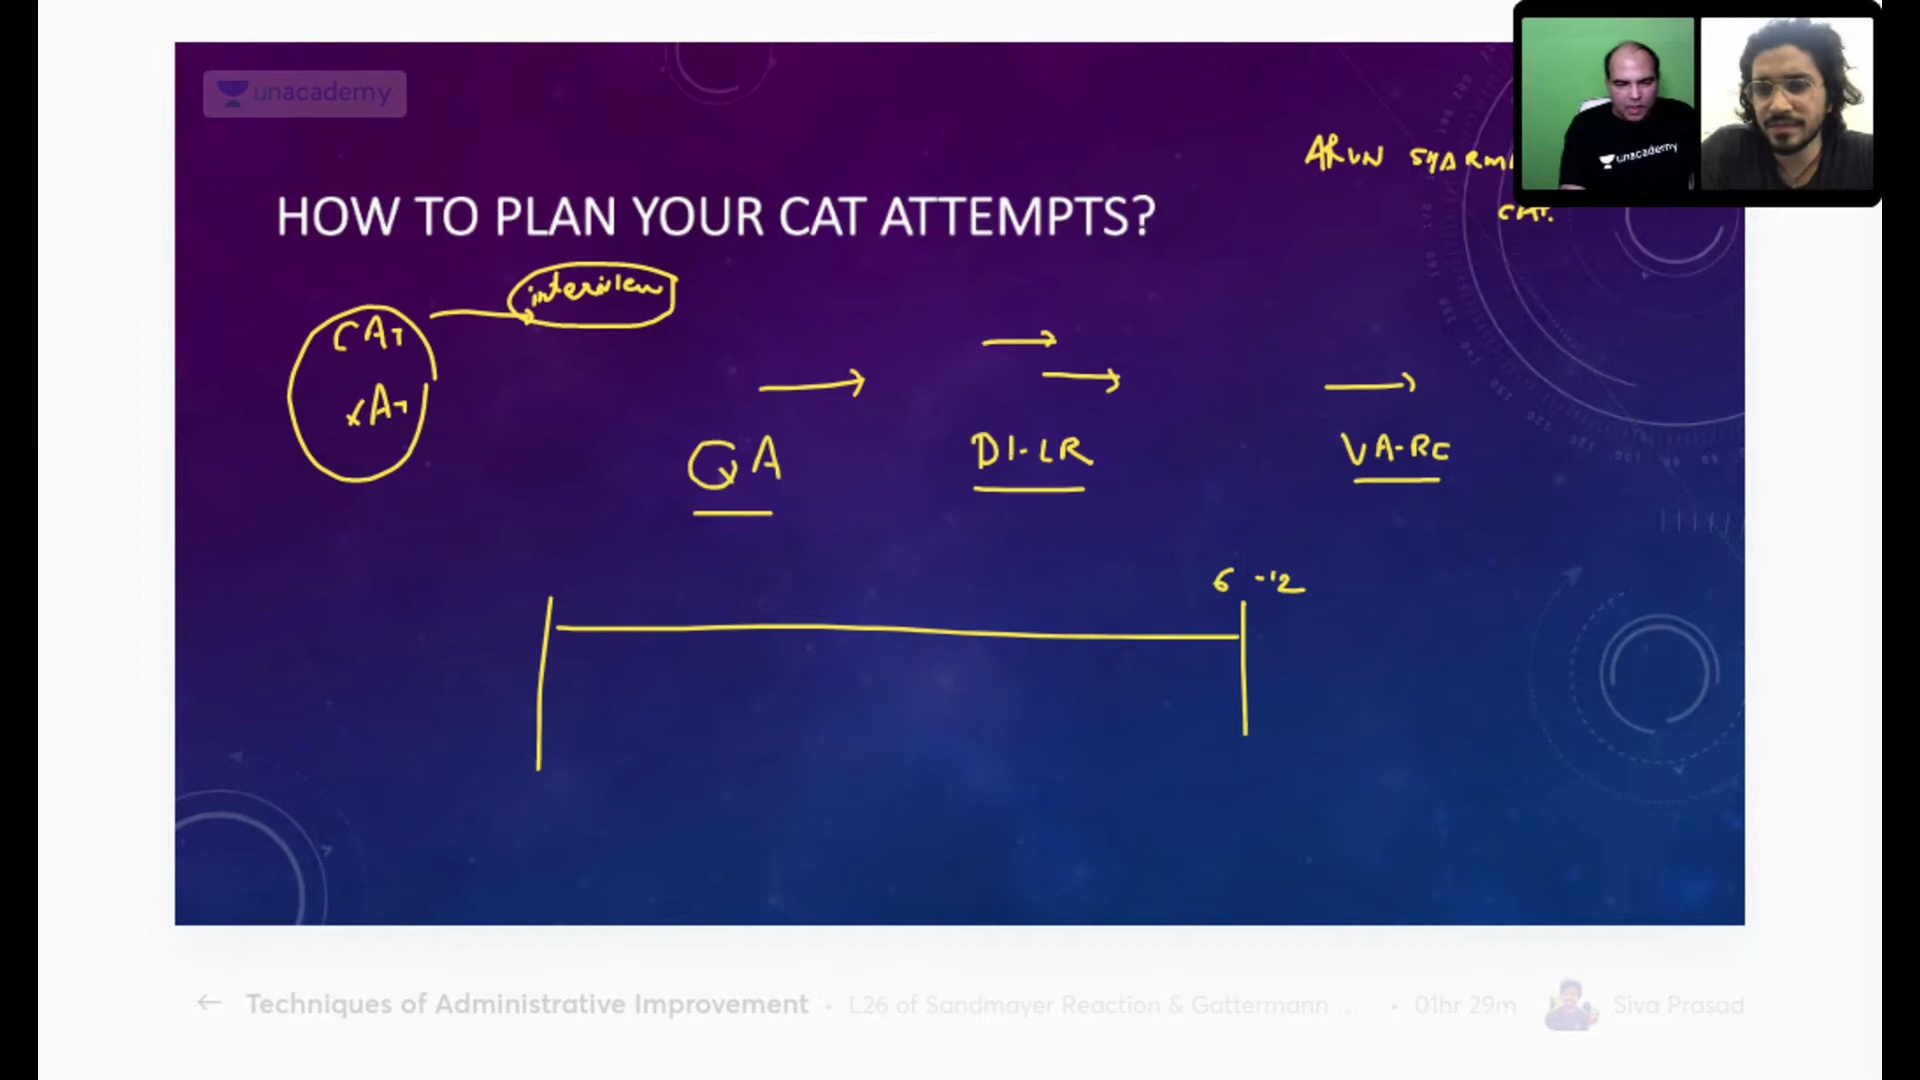 unacademy
unacademy
ARUN SHARM
CAT.
HOW TO PLAN YOUR CAT ATTEMPTS?
interview
CAT
XAT
QA
DI-LR
VA-RC
6 -12
Techniques of Administrative Improvement • L26 of Sandmayer Reaction & Gattermann ... • 01hr 29m Siva Prasad